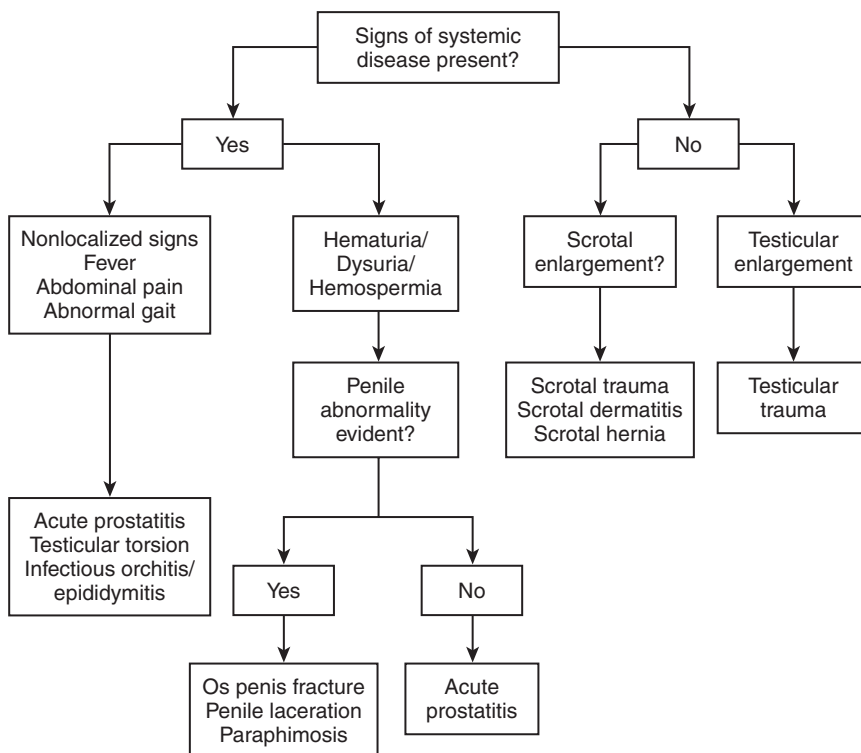 Signs of systemic
disease present?
Yes
No
Nonlocalized signs
Fever
Abdominal pain
Abnormal gait
Hematuria/
Dysuria/
Hemospermia
Scrotal
enlargement?
Testicular
enlargement
Penile
abnormality
evident?
Scrotal trauma
Scrotal dermatitis
Scrotal hernia
Testicular
trauma
Acute prostatitis
Testicular torsion
Infectious orchitis/
epididymitis
Yes
No
Os penis fracture
Penile laceration
Paraphimosis
Acute
prostatitis